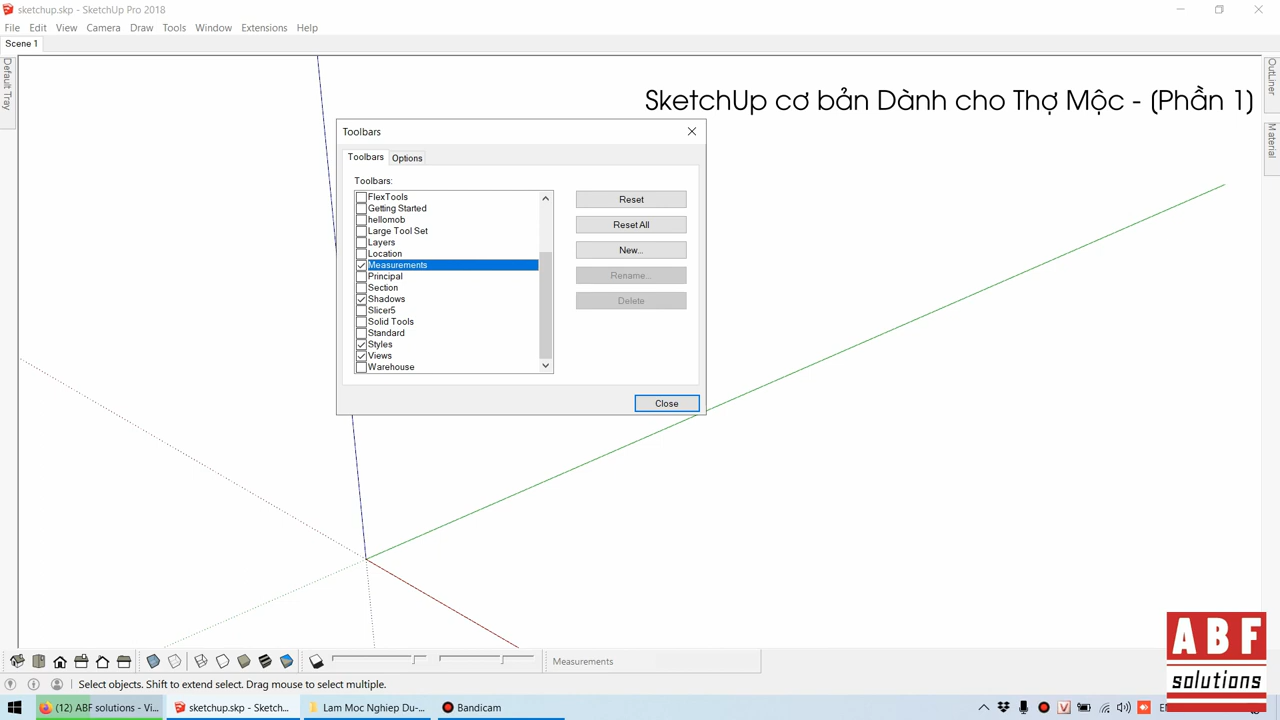 sketchup.skp - SketchUp Pro 2018
File Edit View Camera Draw Tools Window Extensions Help
Scene 1
Default Tray
OutLiner
Material
SketchUp cơ bản Dành cho Thợ Mộc - (Phần 1)
Toolbars
Toolbars Options
Toolbars:
FlexTools
Getting Started
hellomob
Large Tool Set
Layers
Location
Measurements
Principal
Section
Shadows
Slicer5
Solid Tools
Standard
Styles
Views
Warehouse
Reset
Reset All
New...
Rename...
Delete
Close
ABF
solutions
Measurements
Select objects. Shift to extend select. Drag mouse to select multiple.
(12) ABF solutions - Vi... sketchup.skp - Sketch... Lam Moc Nghiep Du-... Bandicam